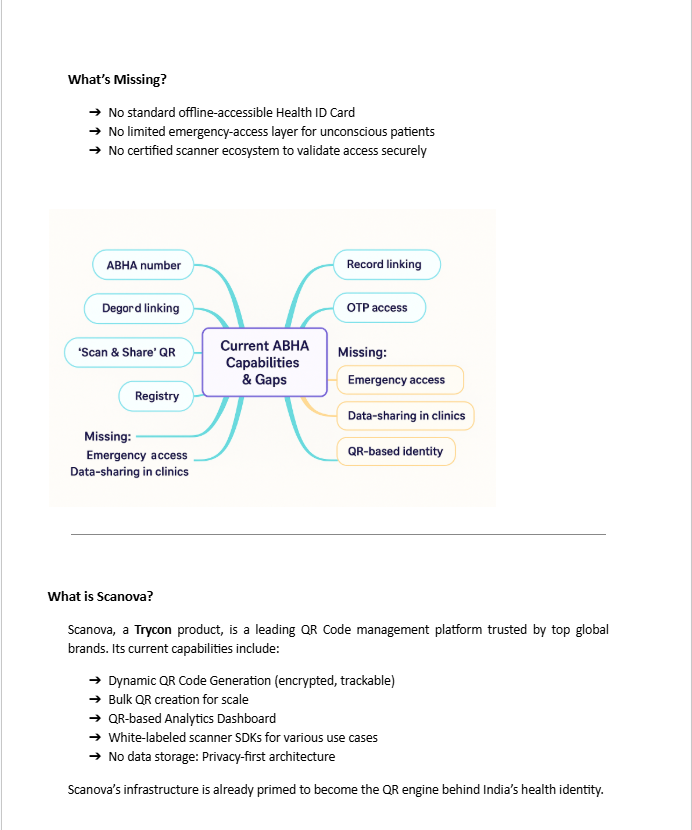 What's Missing?
➔ No standard offline-accessible Health ID Card
➔ No limited emergency-access layer for unconscious patients
➔ No certified scanner ecosystem to validate access securely
ABHA number
Degord linking
'Scan & Share' QR
Registry
Missing:
Emergency access
Data-sharing in clinics
Current ABHA
Capabilities
& Gaps
Record linking
OTP access
Missing:
Emergency access
Data-sharing in clinics
QR-based identity
What is Scanova?
Scanova, a Trycon product, is a leading QR Code management platform trusted by top global
brands. Its current capabilities include:
➔ Dynamic QR Code Generation (encrypted, trackable)
➔ Bulk QR creation for scale
➔ QR-based Analytics Dashboard
➔ White-labeled scanner SDKs for various use cases
➔ No data storage: Privacy-first architecture
Scanova's infrastructure is already primed to become the QR engine behind India's health identity.